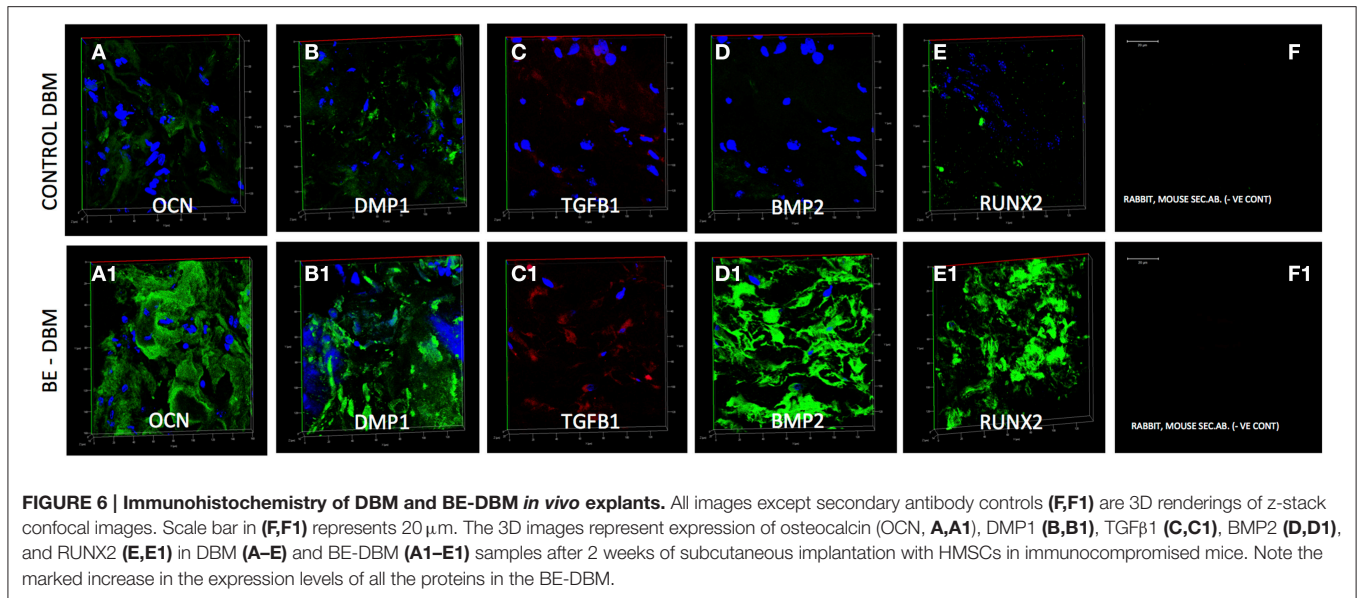 CONTROL DBM
A
OCN
B
DMP1
C
TGFB1
D
BMP2
E
RUNX2
F
RABBIT, MOUSE SEC.AB. (- VE CONT)
BE - DBM
A1
OCN
B1
DMP1
C1
TGFB1
D1
BMP2
E1
RUNX2
F1
RABBIT, MOUSE SEC.AB. (- VE CONT)
FIGURE 6 | Immunohistochemistry of DBM and BE-DBM in vivo explants. All images except secondary antibody controls (F,F1) are 3D renderings of z-stack
confocal images. Scale bar in (F,F1) represents 20 μm. The 3D images represent expression of osteocalcin (OCN, A,A1), DMP1 (B,B1), TGFβ1 (C,C1), BMP2 (D,D1),
and RUNX2 (E,E1) in DBM (A–E) and BE-DBM (A1–E1) samples after 2 weeks of subcutaneous implantation with HMSCs in immunocompromised mice. Note the
marked increase in the expression levels of all the proteins in the BE-DBM.